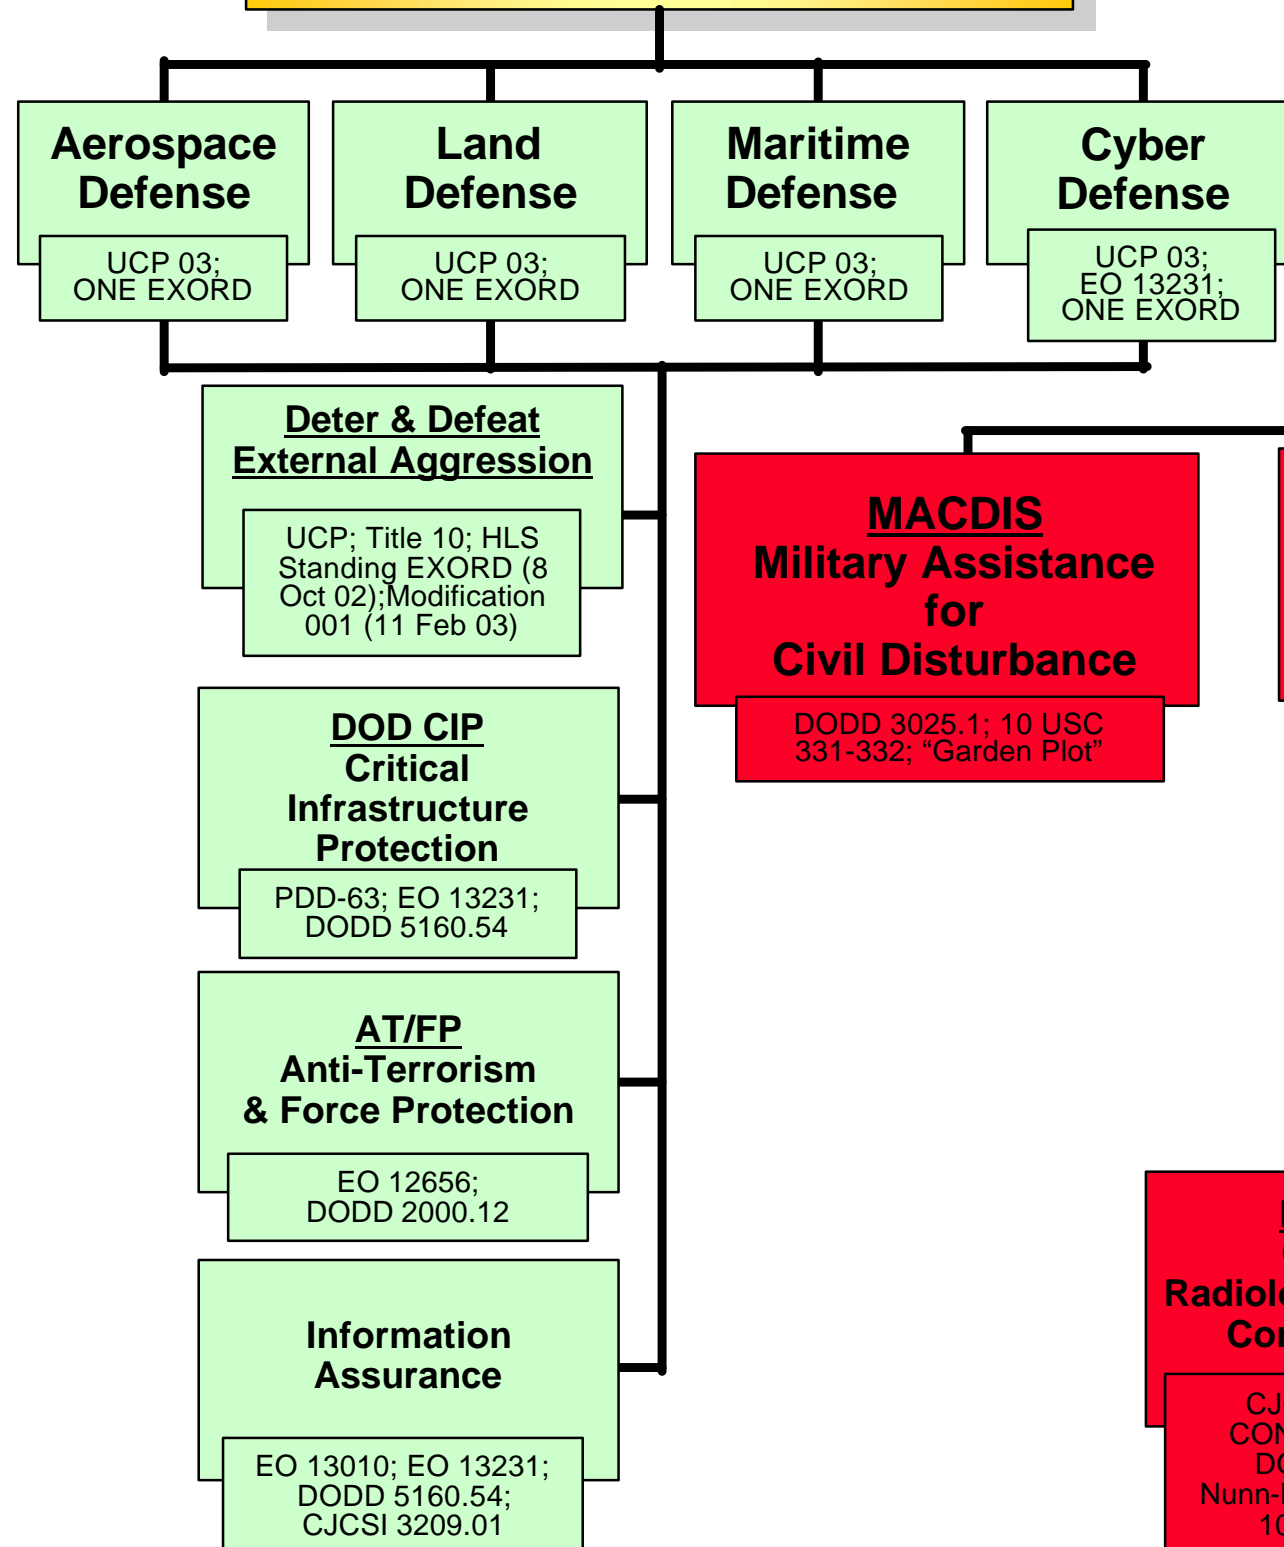 Aerospace
Defense
UCP 03;
ONE EXORD
Land
Defense
UCP 03;
ONE EXORD
Maritime
Defense
UCP 03;
ONE EXORD
Cyber
Defense
UCP 03;
EO 13231;
ONE EXORD
Deter & Defeat
External Aggression
UCP; Title 10; HLS
Standing EXORD (8
Oct 02);Modification
001 (11 Feb 03)
MACDIS
Military Assistance
for
Civil Disturbance
DODD 3025.1; 10 USC
331-332; “Garden Plot”
DOD CIP
Critical
Infrastructure
Protection
PDD-63; EO 13231;
DODD 5160.54
AT/FP
Anti-Terrorism
& Force Protection
EO 12656;
DODD 2000.12
Information
Assurance
EO 13010; EO 13231;
DODD 5160.54;
CJCSI 3209.01